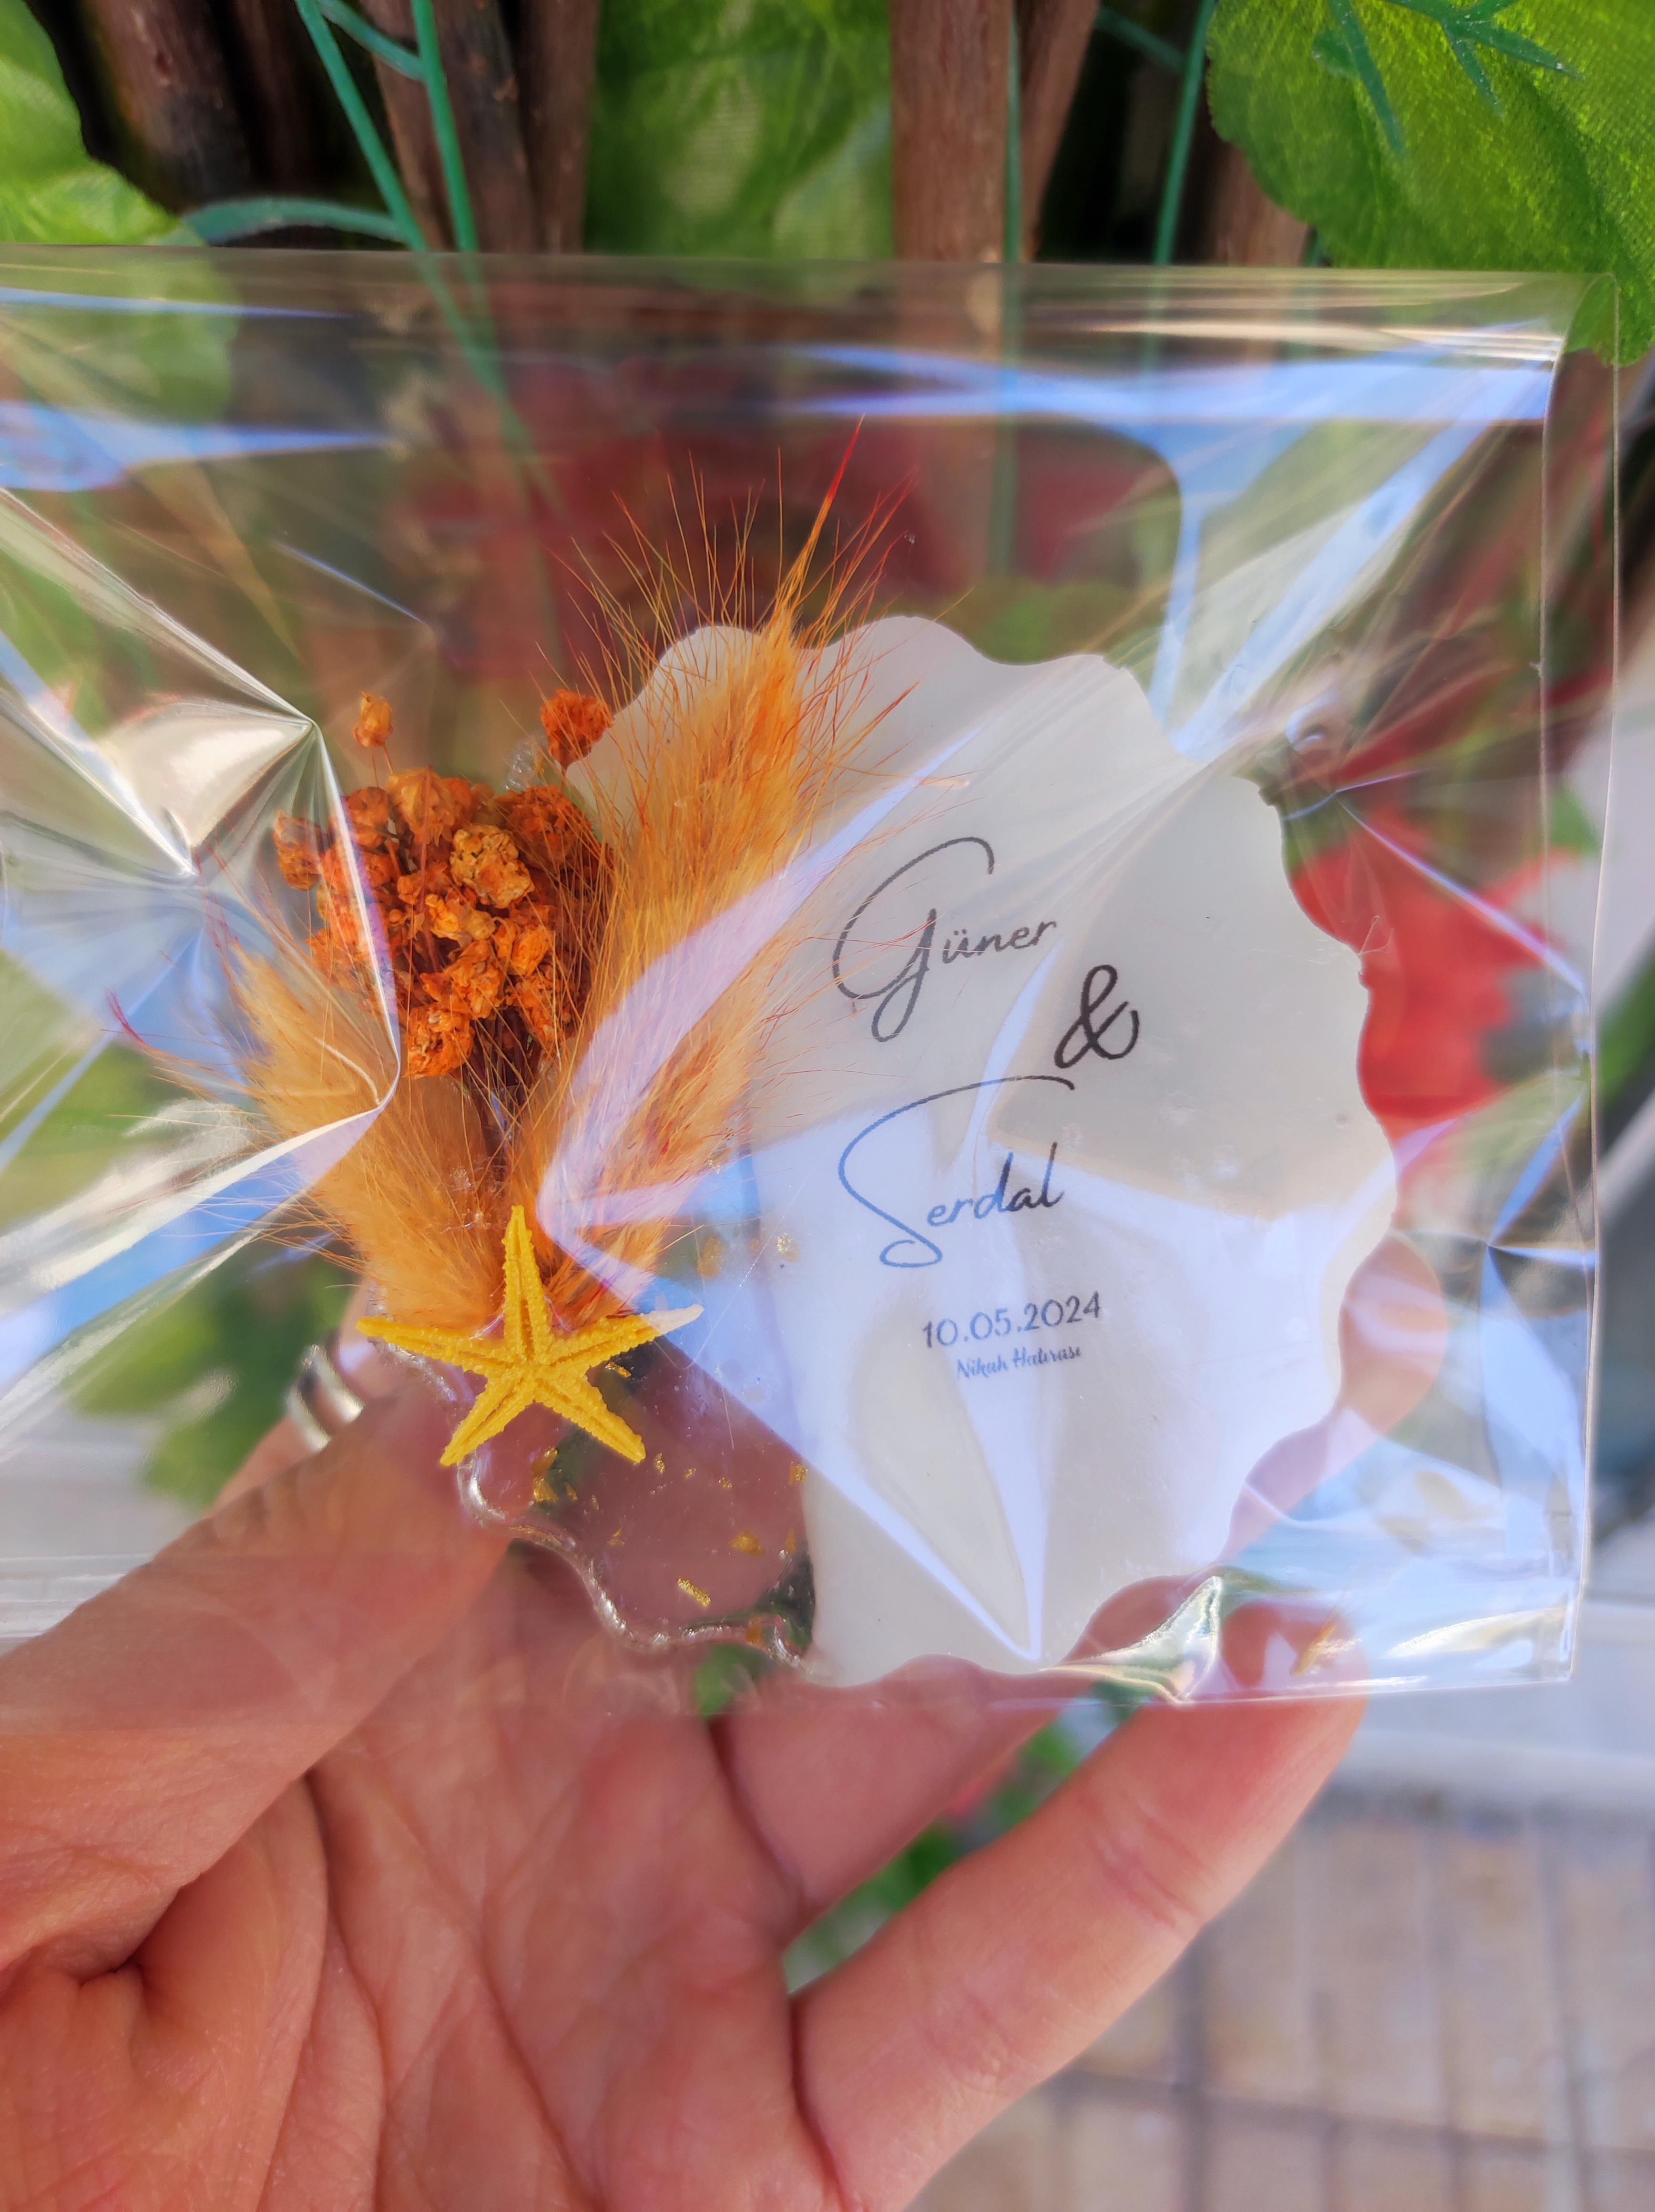 Güner
&
Serdal
10.05.2024
Nikah Hatırası